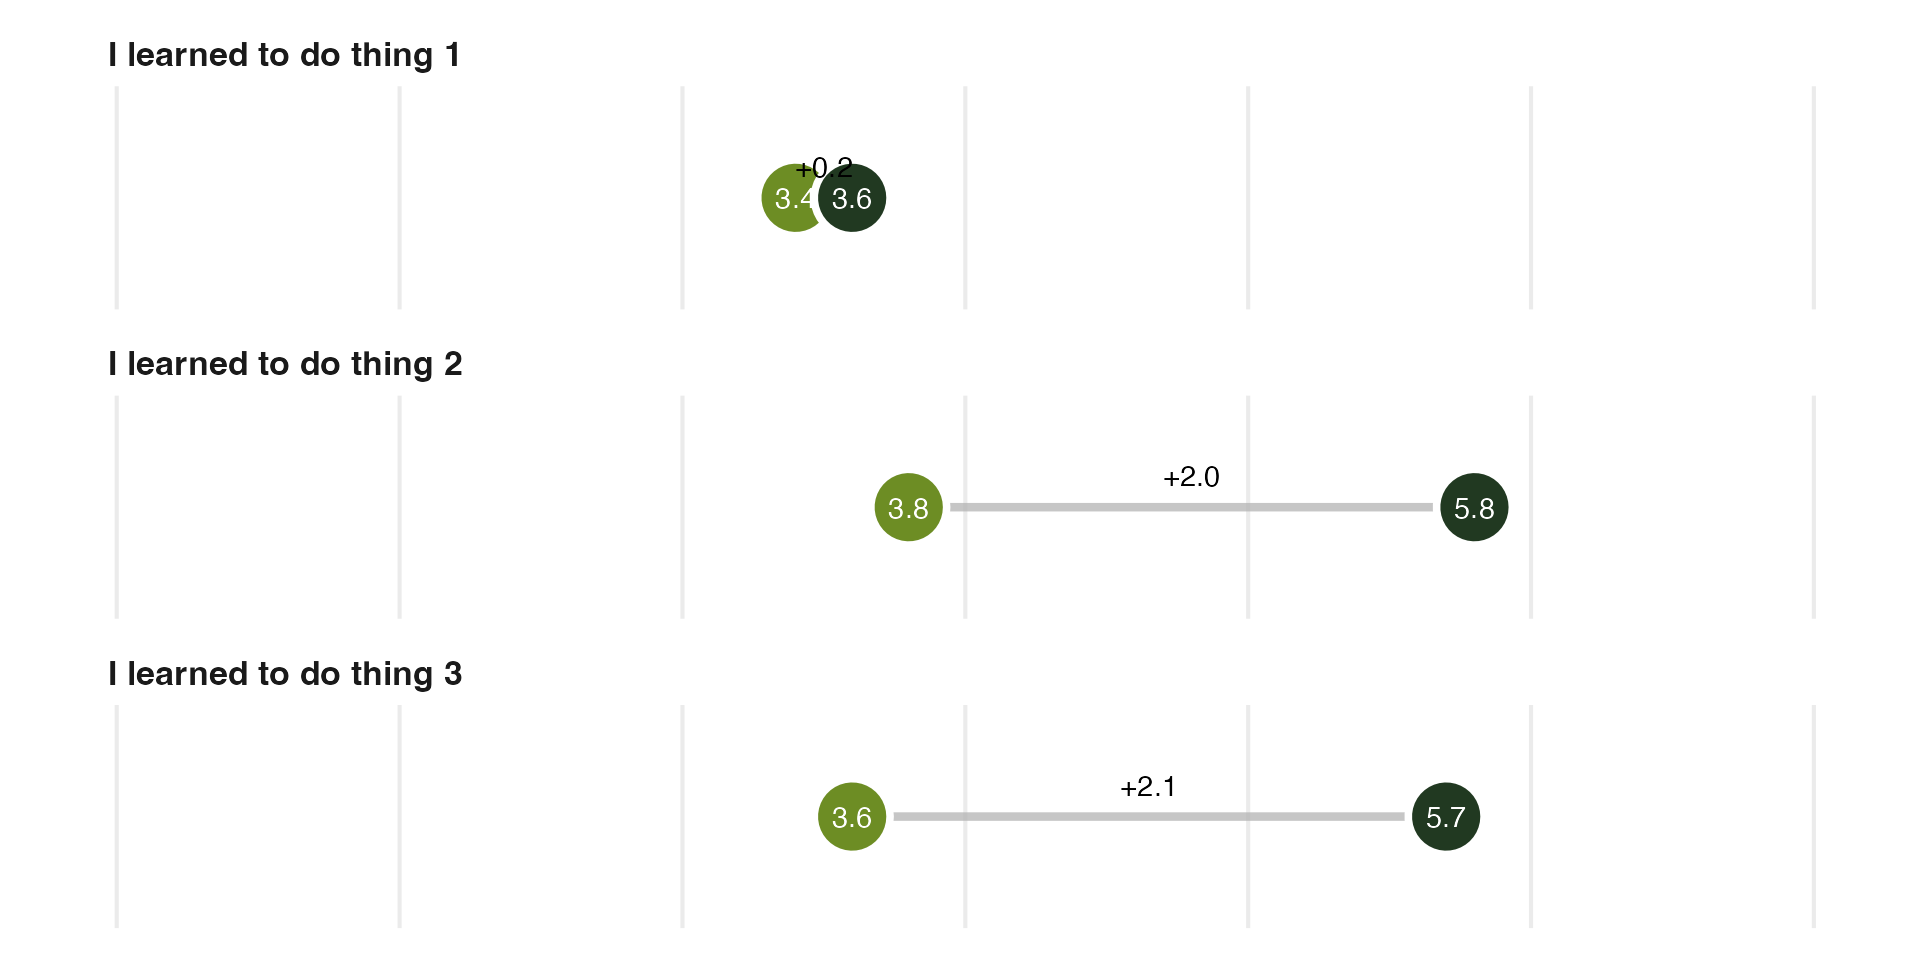 I learned to do thing 1
+0.2
3.4 3.6
I learned to do thing 2
+2.0
3.8 5.8
I learned to do thing 3
+2.1
3.6 5.7